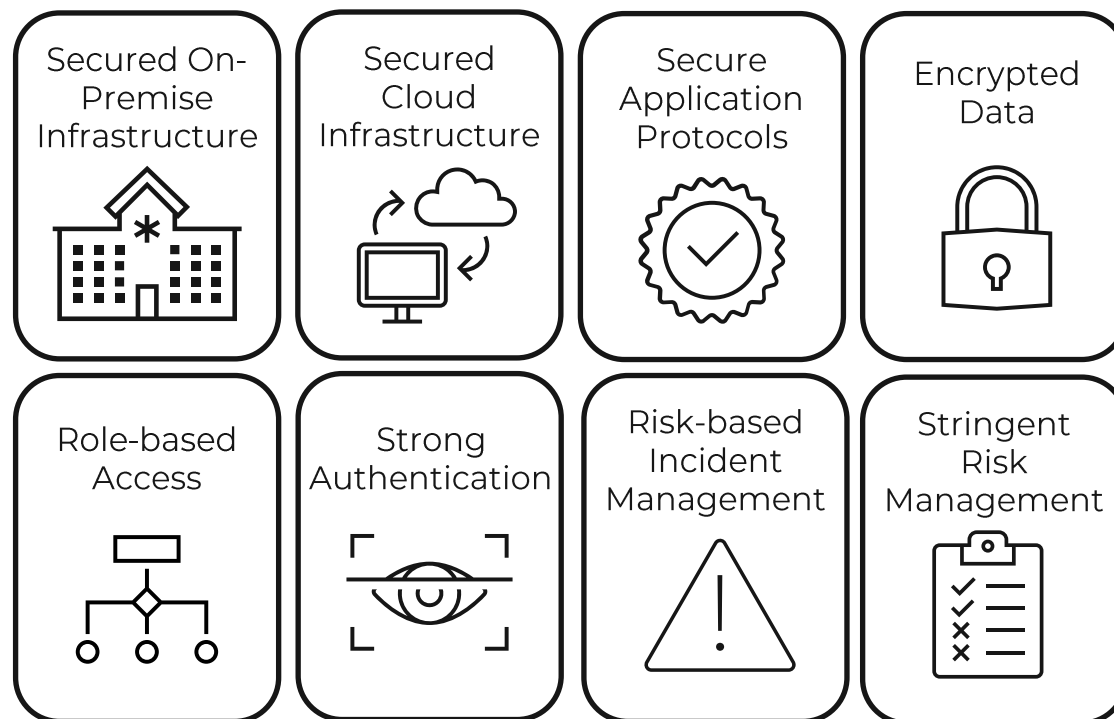 Secured On-
Premise
Infrastructure
Secured
Cloud
Infrastructure
Secure
Application
Protocols
Encrypted
Data
Role-based
Access
Strong
Authentication
Risk-based
Incident
Management
Stringent
Risk
Management